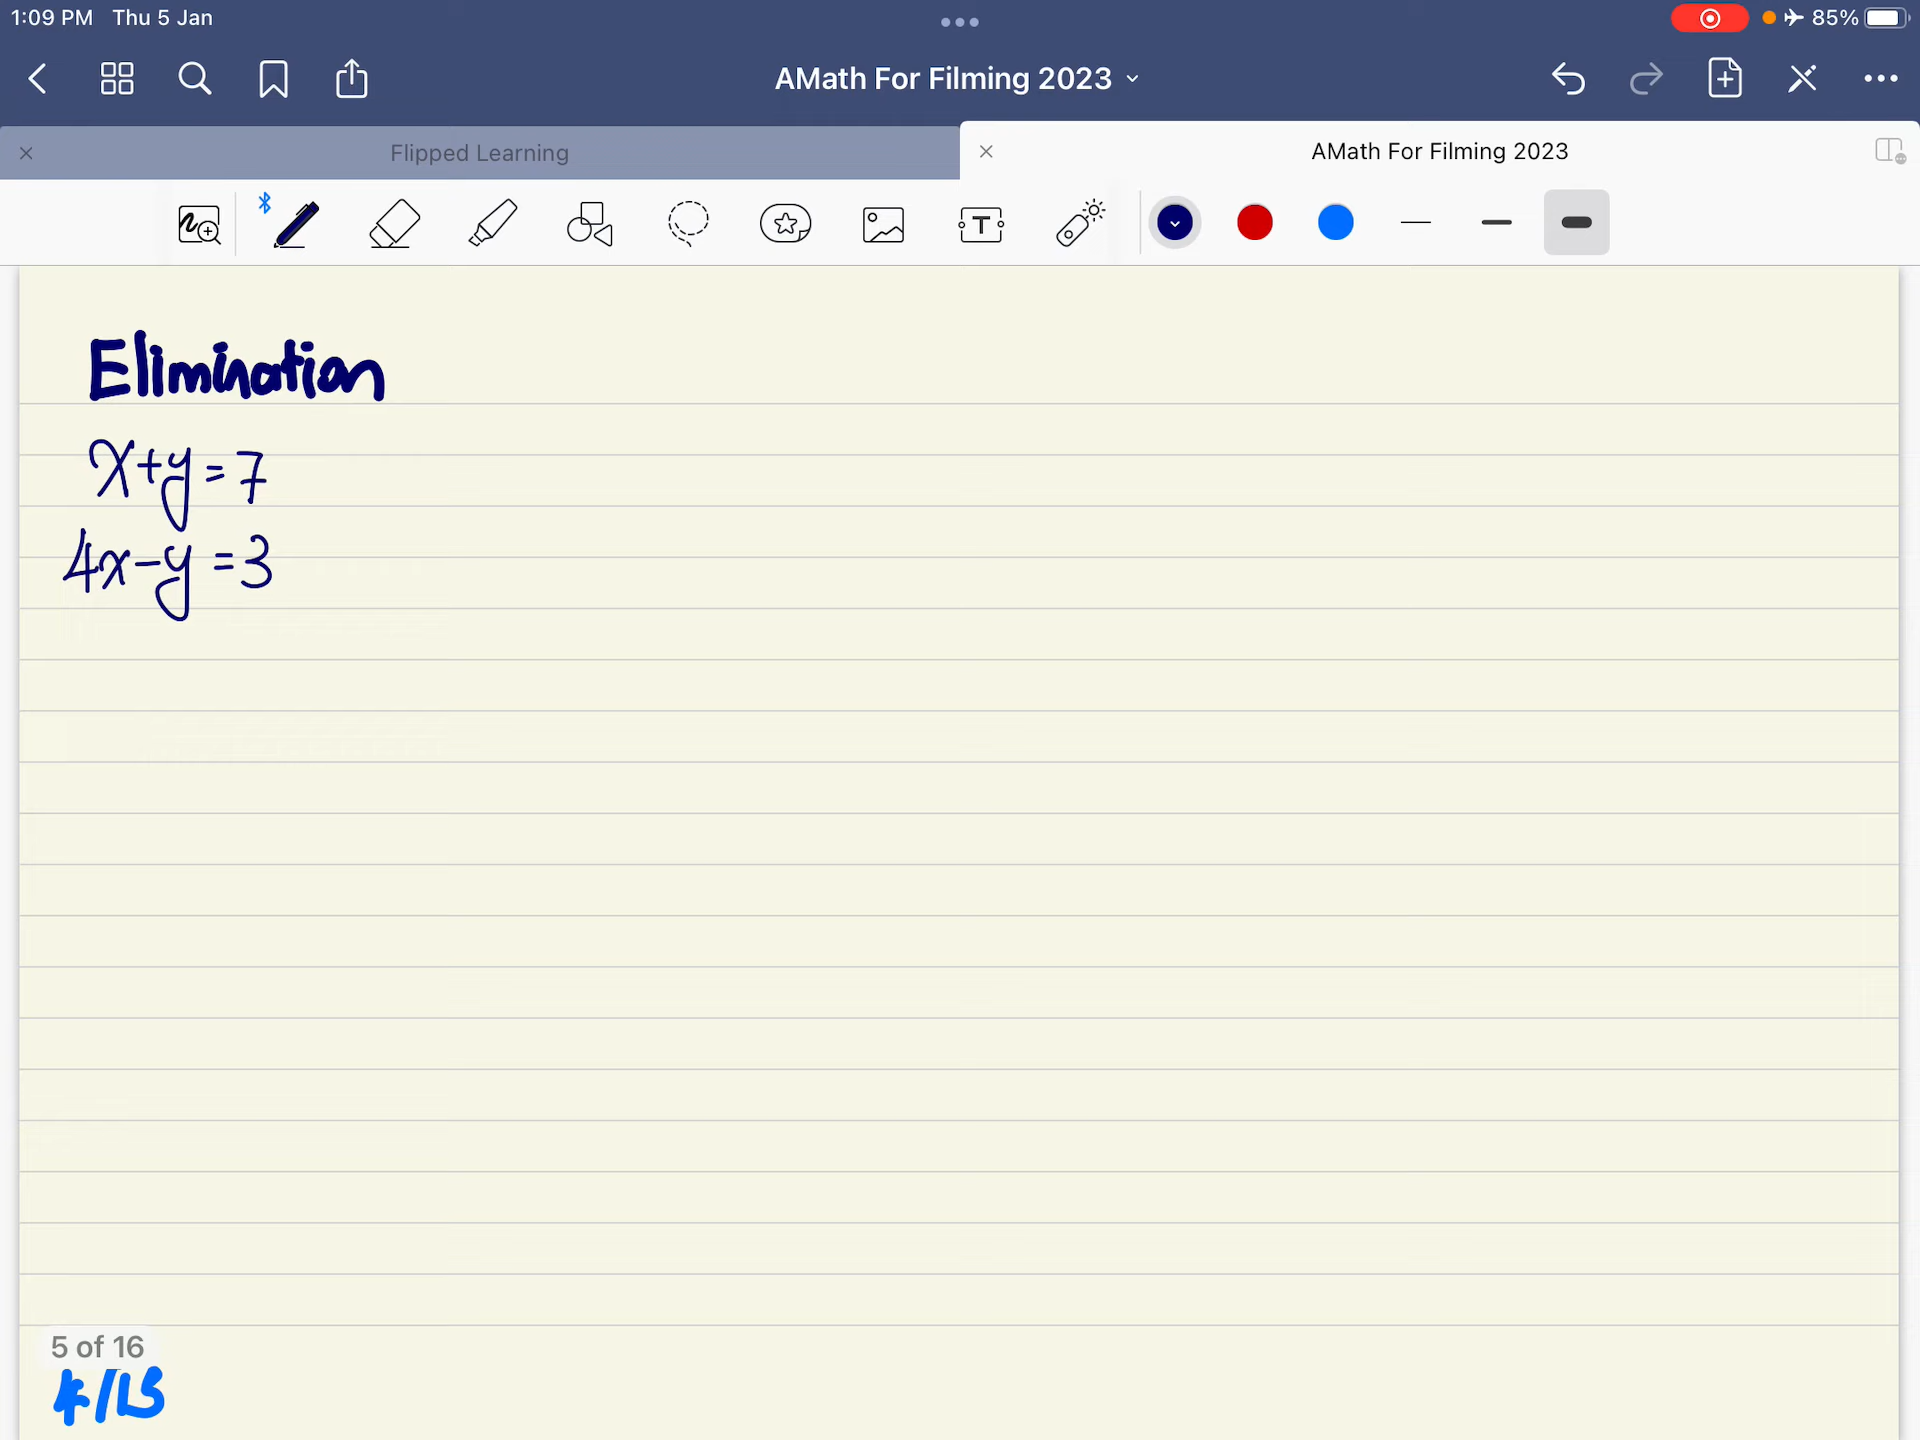 1:09 PM Thu 5 Jan
85%
AMath For Filming 2023
Flipped Learning
AMath For Filming 2023
T
Elimination
x+y=7
4x-y=3
5 of 16